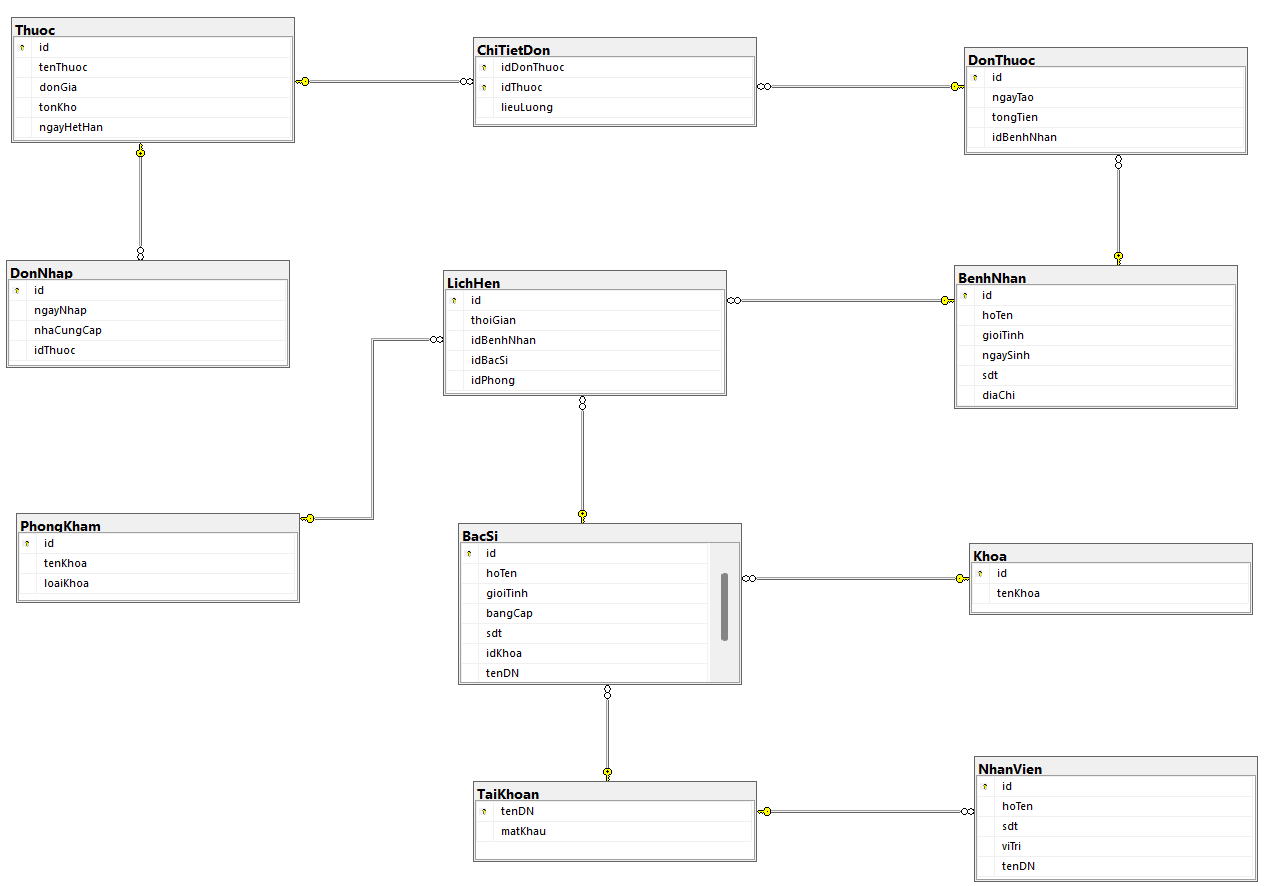 Thuoc
id
tenThuoc
donGia
tonKho
ngayHetHan
ChiTietDon
idDonThuoc
idThuoc
lieuLuong
DonThuoc
id
ngayTao
tongTien
idBenhNhan
DonNhap
id
ngayNhap
nhaCungCap
idThuoc
LichHen
id
thoiGian
idBenhNhan
idBacSi
idPhong
BenhNhan
id
hoTen
gioiTinh
ngaySinh
sdt
diaChi
PhongKham
id
tenKhoa
loaiKhoa
BacSi
id
hoTen
gioiTinh
bangCap
sdt
idKhoa
tenDN
Khoa
id
tenKhoa
TaiKhoan
tenDN
matKhau
NhanVien
id
hoTen
sdt
viTri
tenDN